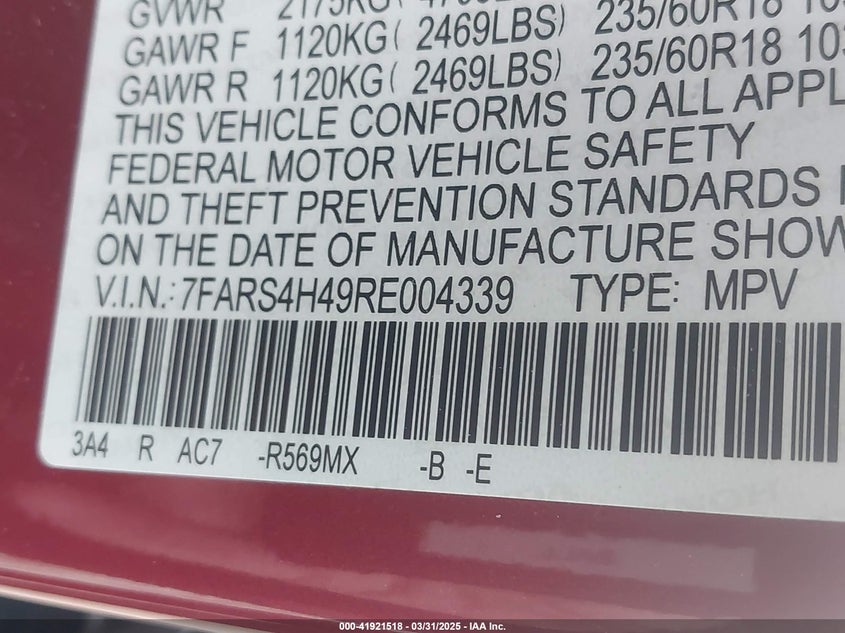 GVWR
GAWR F 1120KG( 2469LBS) 235/60R18
GAWR R 1120KG( 2469LBS) 235/60R18
THIS VEHICLE CONFORMS TO ALL
FEDERAL MOTOR VEHICLE SAFETY
AND THEFT PREVENTION STANDARDS
ON THE DATE OF MANUFACTURE SHOW
V.I.N.: 7FARS4H49RE004339 TYPE: MPV
3A4 R AC7 -R569MX -B -E
000-41921518 - 03/31/2025 - IAA Inc.